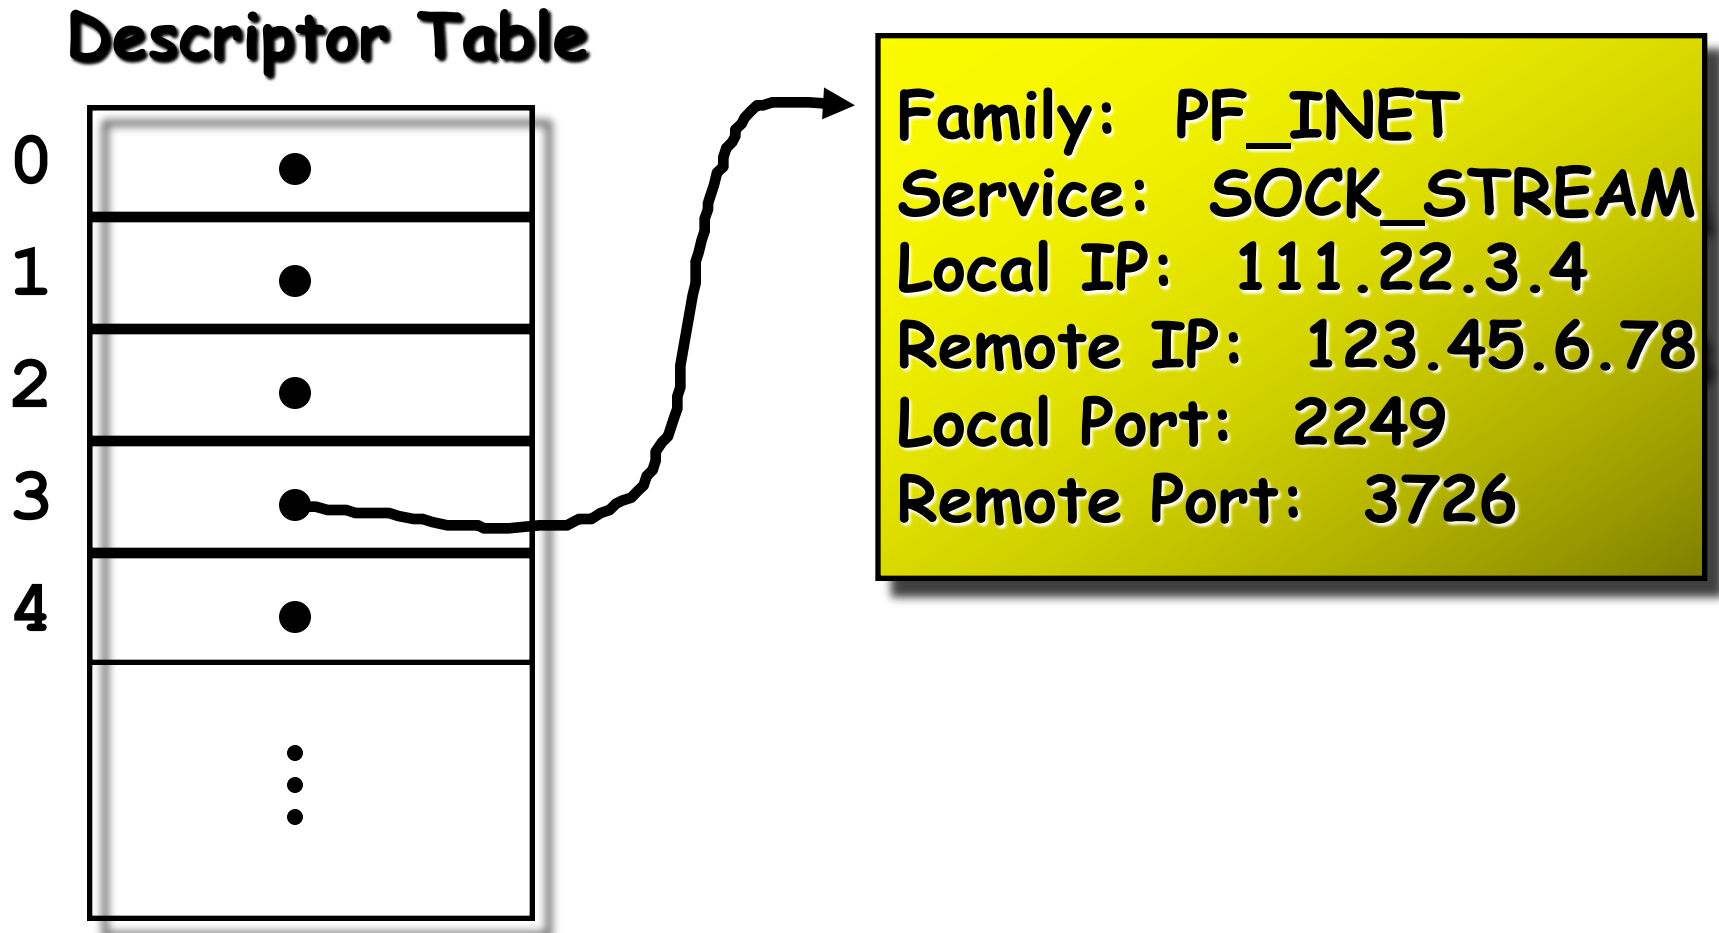 Descriptor Table
0
1
2
3
4
Family: PF_INET
Service: SOCK_STREAM
Local IP: 111.22.3.4
Remote IP: 123.45.6.78
Local Port: 2249
Remote Port: 3726